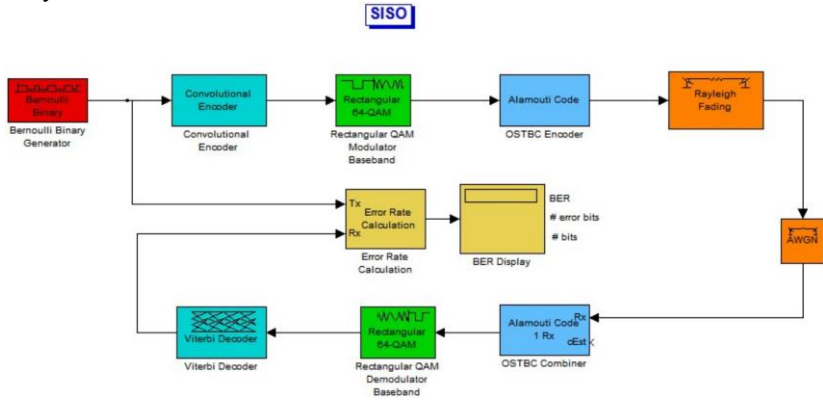 SISO
Bernoulli
Binary
Bernoulli Binary
Generator
Convolutional
Encoder
Convolutional
Encoder
Rectangular
64-QAM
Rectangular QAM
Modulator
Baseband
Alamouti Code
OSTBC Encoder
Rayleigh
Fading
Tx
Rx
Error Rate
Calculation
Error Rate
Calculation
BER
# error bits
# bits
BER Display
AWGN
Viterbi Decoder
Viterbi Decoder
Rectangular
64-QAM
Rectangular QAM
Demodulator
Baseband
Alamouti Code
1 Rx
Rx
cEst
OSTBC Combiner